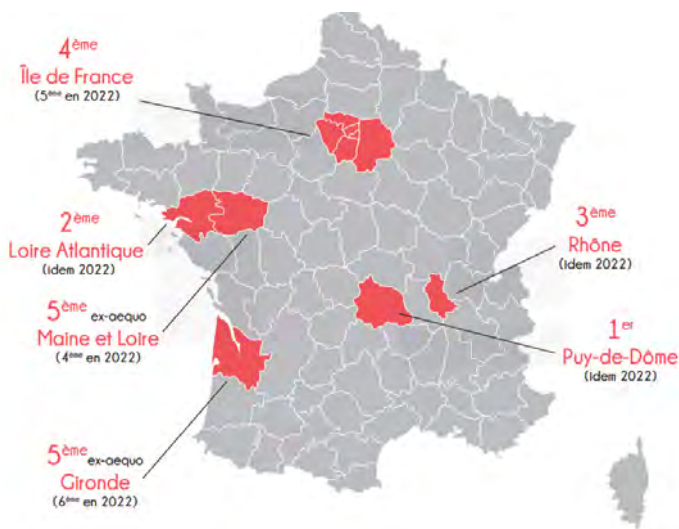 4ème
Île de France
(5ème en 2022)
2ème
Loire Atlantique
(idem 2022)
3ème
Rhône
(idem 2022)
5ème ex-aequo
Maine et Loire
(4ème en 2022)
1er
Puy-de-Dôme
(idem 2022)
5ème ex-aequo
Gironde
(6ème en 2022)